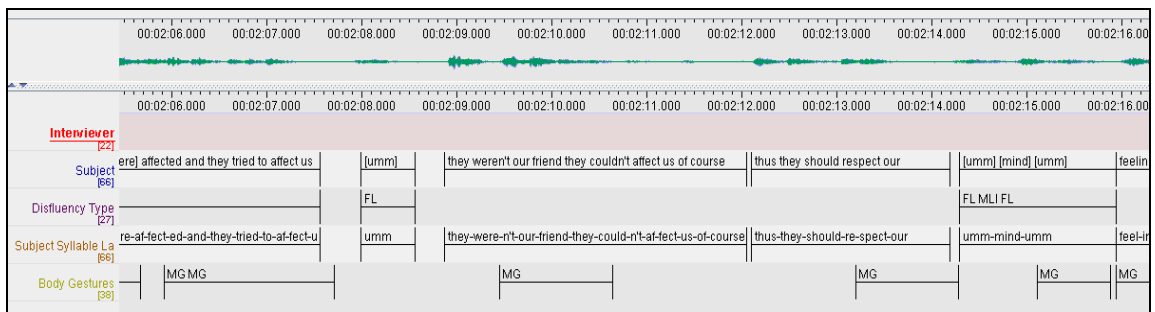 00:02:06.000 00:02:07.000 00:02:08.000 00:02:09.000 00:02:10.000 00:02:11.000 00:02:12.000 00:02:13.000 00:02:14.000 00:02:15.000 00:02:16.00
00:02:06.000 00:02:07.000 00:02:08.000 00:02:09.000 00:02:10.000 00:02:11.000 00:02:12.000 00:02:13.000 00:02:14.000 00:02:15.000 00:02:16.00
Interviewer
[22]
Subject ere] affected and they tried to affect us [umm] they weren't our friend they couldn't affect us of course thus they should respect our [umm] [mind] [umm] feelin
[66]
Disfluency Type FL FL MLI FL
[27]
Subject Syllable La re-af-fect-ed-and-they-tried-to-af-fect-u umm they-were-n't-our-friend-they-could-n't-af-fect-us-of-course thus-they-should-re-spect-our umm-mind-umm feel-in
[66]
Body Gestures MG MG MG MG MG MG
[38]